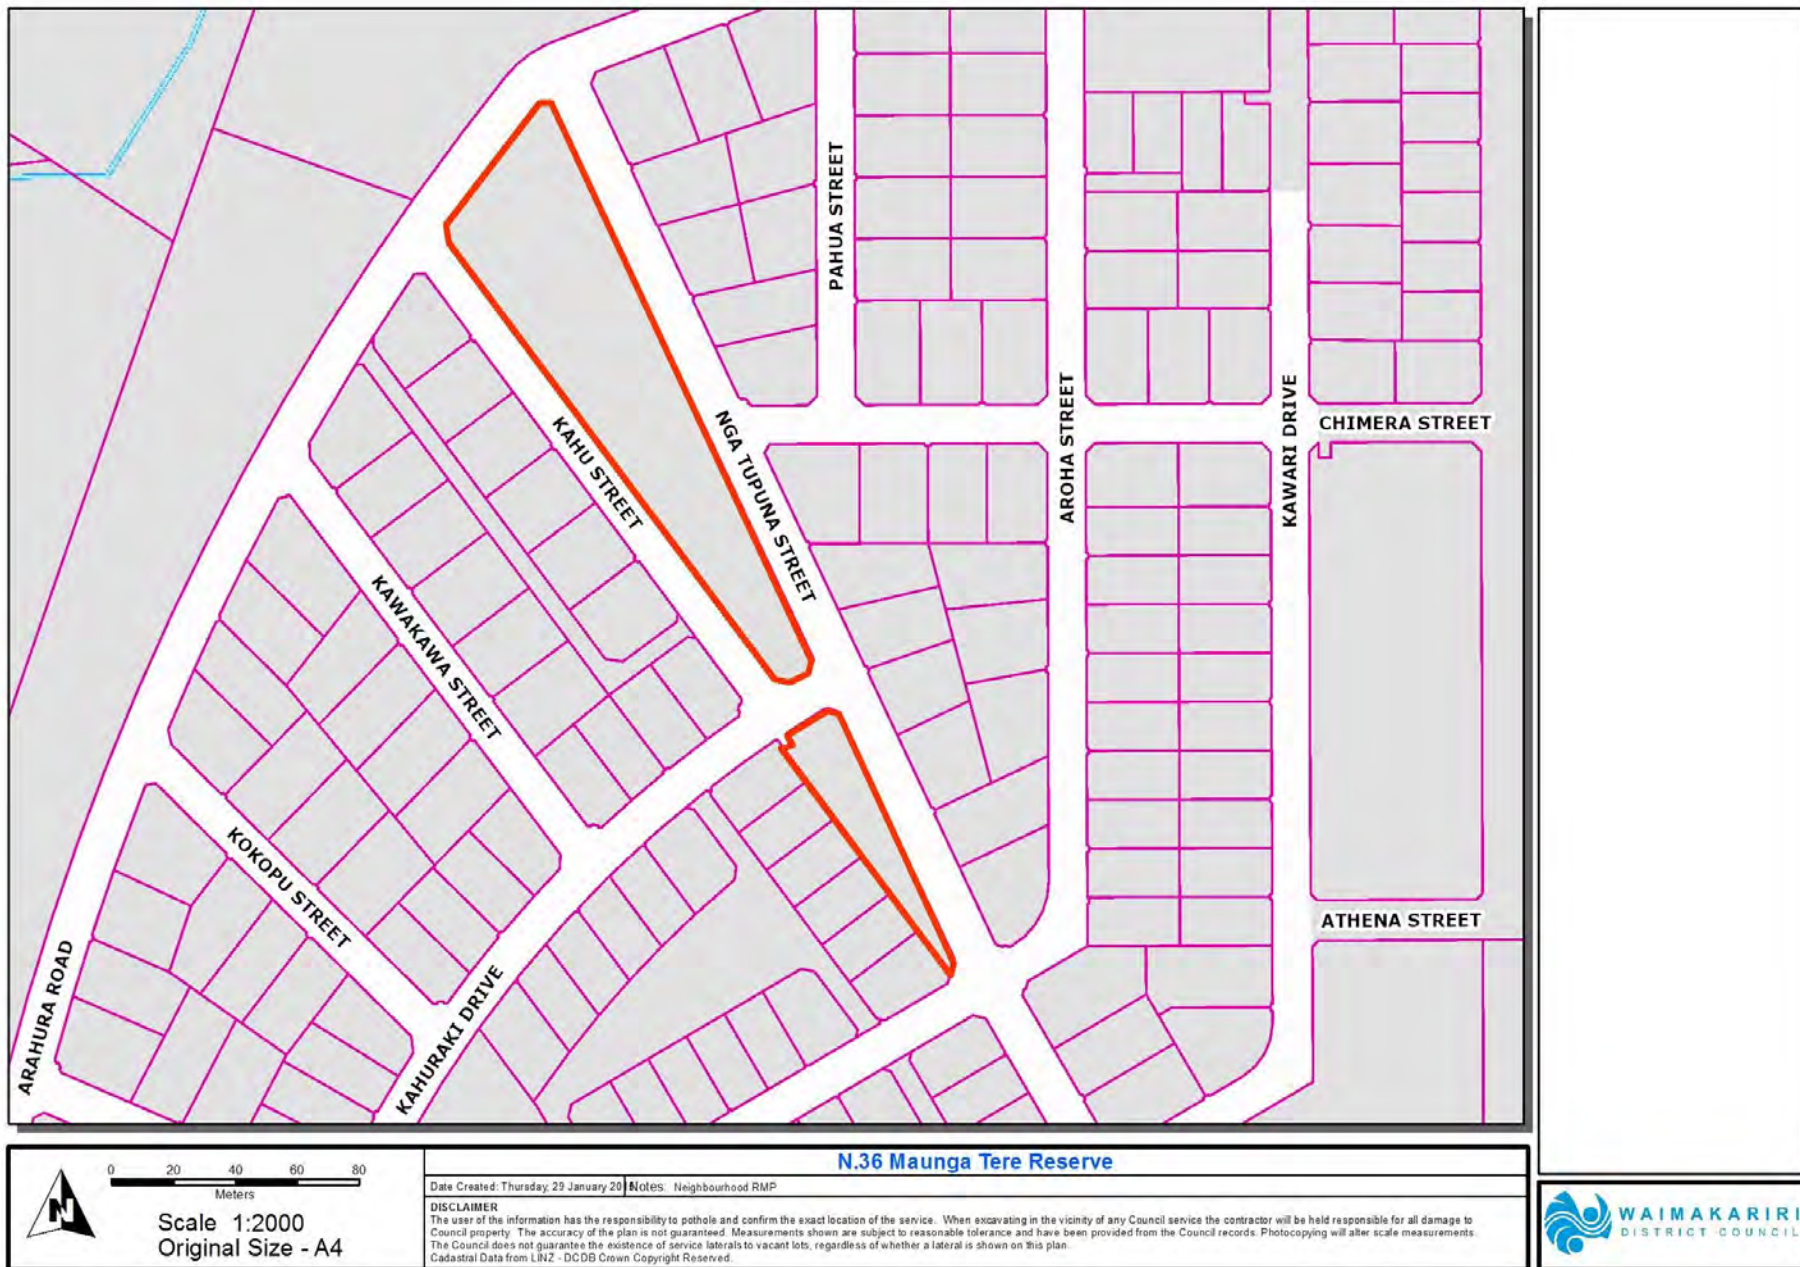 PAHUA STREET
KAHU STREET
NGA TUPUNA STREET
AROHA STREET
KAWARI DRIVE
CHIMERA STREET
KAWAKAWA STREET
KOKOPU STREET
ATHENA STREET
ARAHURA ROAD
KAHURAKI DRIVE
N
0 20 40 60 80
Meters
Scale 1:2000
Original Size - A4
N.36 Maunga Tere Reserve
Date Created: Thursday, 29 January Notes: Neighbourhood RMP
DISCLAIMER
The user of the information has the responsibility to pothole and confirm the exact location of the service. When excavating in the vicinity of any Council service the contractor will be held responsible for all damage to
Council property. The accuracy of the plan is not guaranteed. Measurements shown are subject to reasonable tolerance and have been provided from the Council records. Photocopying will alter scale measurements.
The Council does not guarantee the existence of service laterals to vacant lots, regardless of whether a lateral is shown on this plan.
Cadastral Data from LINZ - DCDB Crown Copyright Reserved.
WAIMAKARIRI
DISTRICT COUNCIL